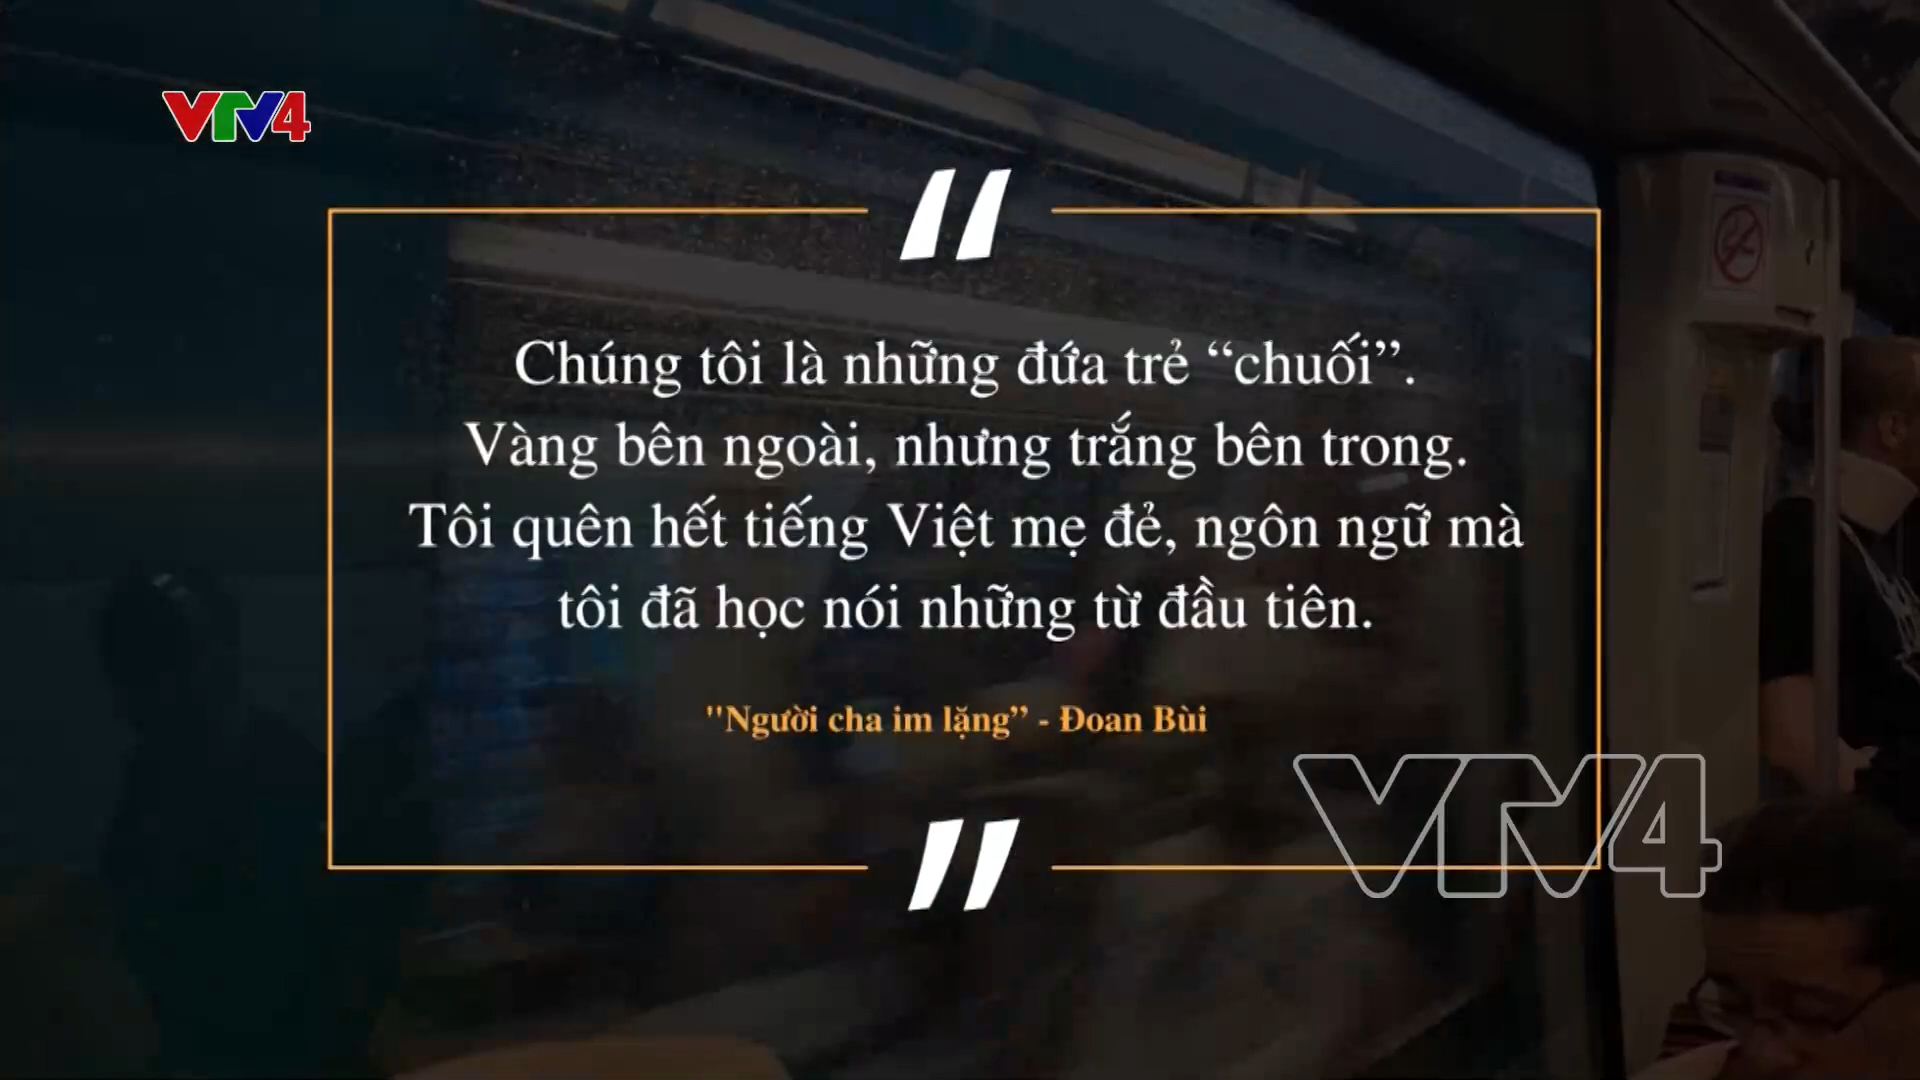 VTV4
“
Chúng tôi là những đứa trẻ “chuối”.
Vàng bên ngoài, nhưng trắng bên trong.
Tôi quên hết tiếng Việt mẹ đẻ, ngôn ngữ mà
tôi đã học nói những từ đầu tiên.
"Người cha im lặng” - Đoan Bùi
VTV4
”